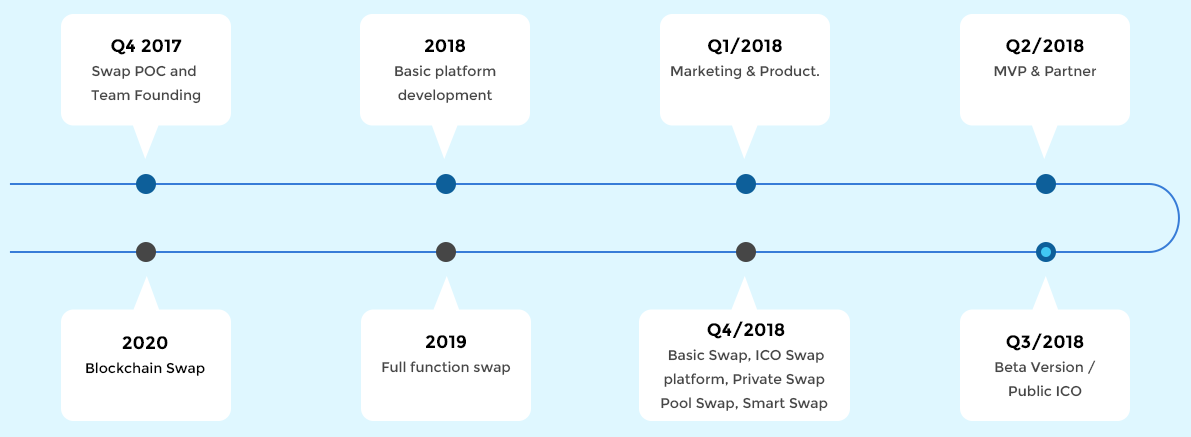 Q4 2017
Swap POC and
Team Founding
2018
Basic platform
development
Q1/2018
Marketing & Product.
Q2/2018
MVP & Partner
2020
Blockchain Swap
2019
Full function swap
Q4/2018
Basic Swap, ICO Swap
platform, Private Swap
Pool Swap, Smart Swap
Q3/2018
Beta Version /
Public ICO